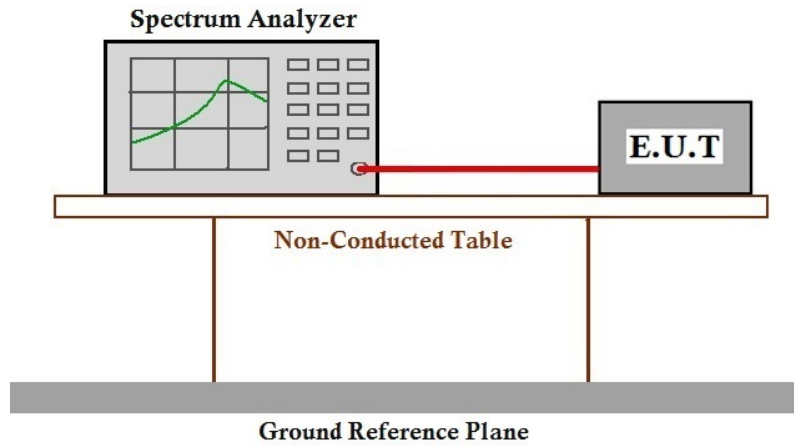 Spectrum Analyzer
E.U.T
Non-Conducted Table
Ground Reference Plane